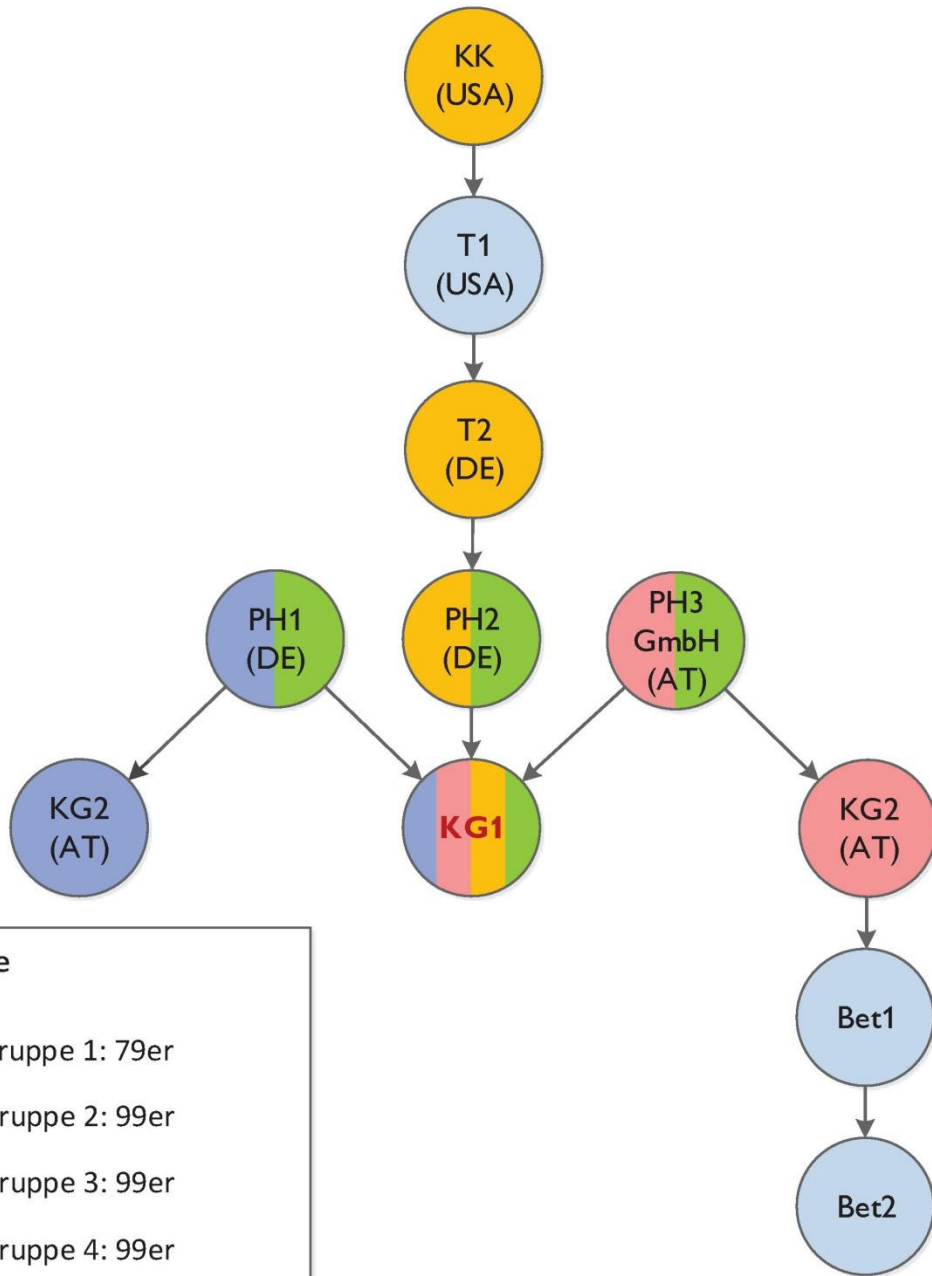 KK
(USA)
T1
(USA)
T2
(DE)
PH1
(DE)
PH2
(DE)
PH3
GmbH
(AT)
KG2
(AT)
KG1
KG2
(AT)
Bet1
Bet2
e
ruppe 1: 79er
ruppe 2: 99er
ruppe 3: 99er
ruppe 4: 99er